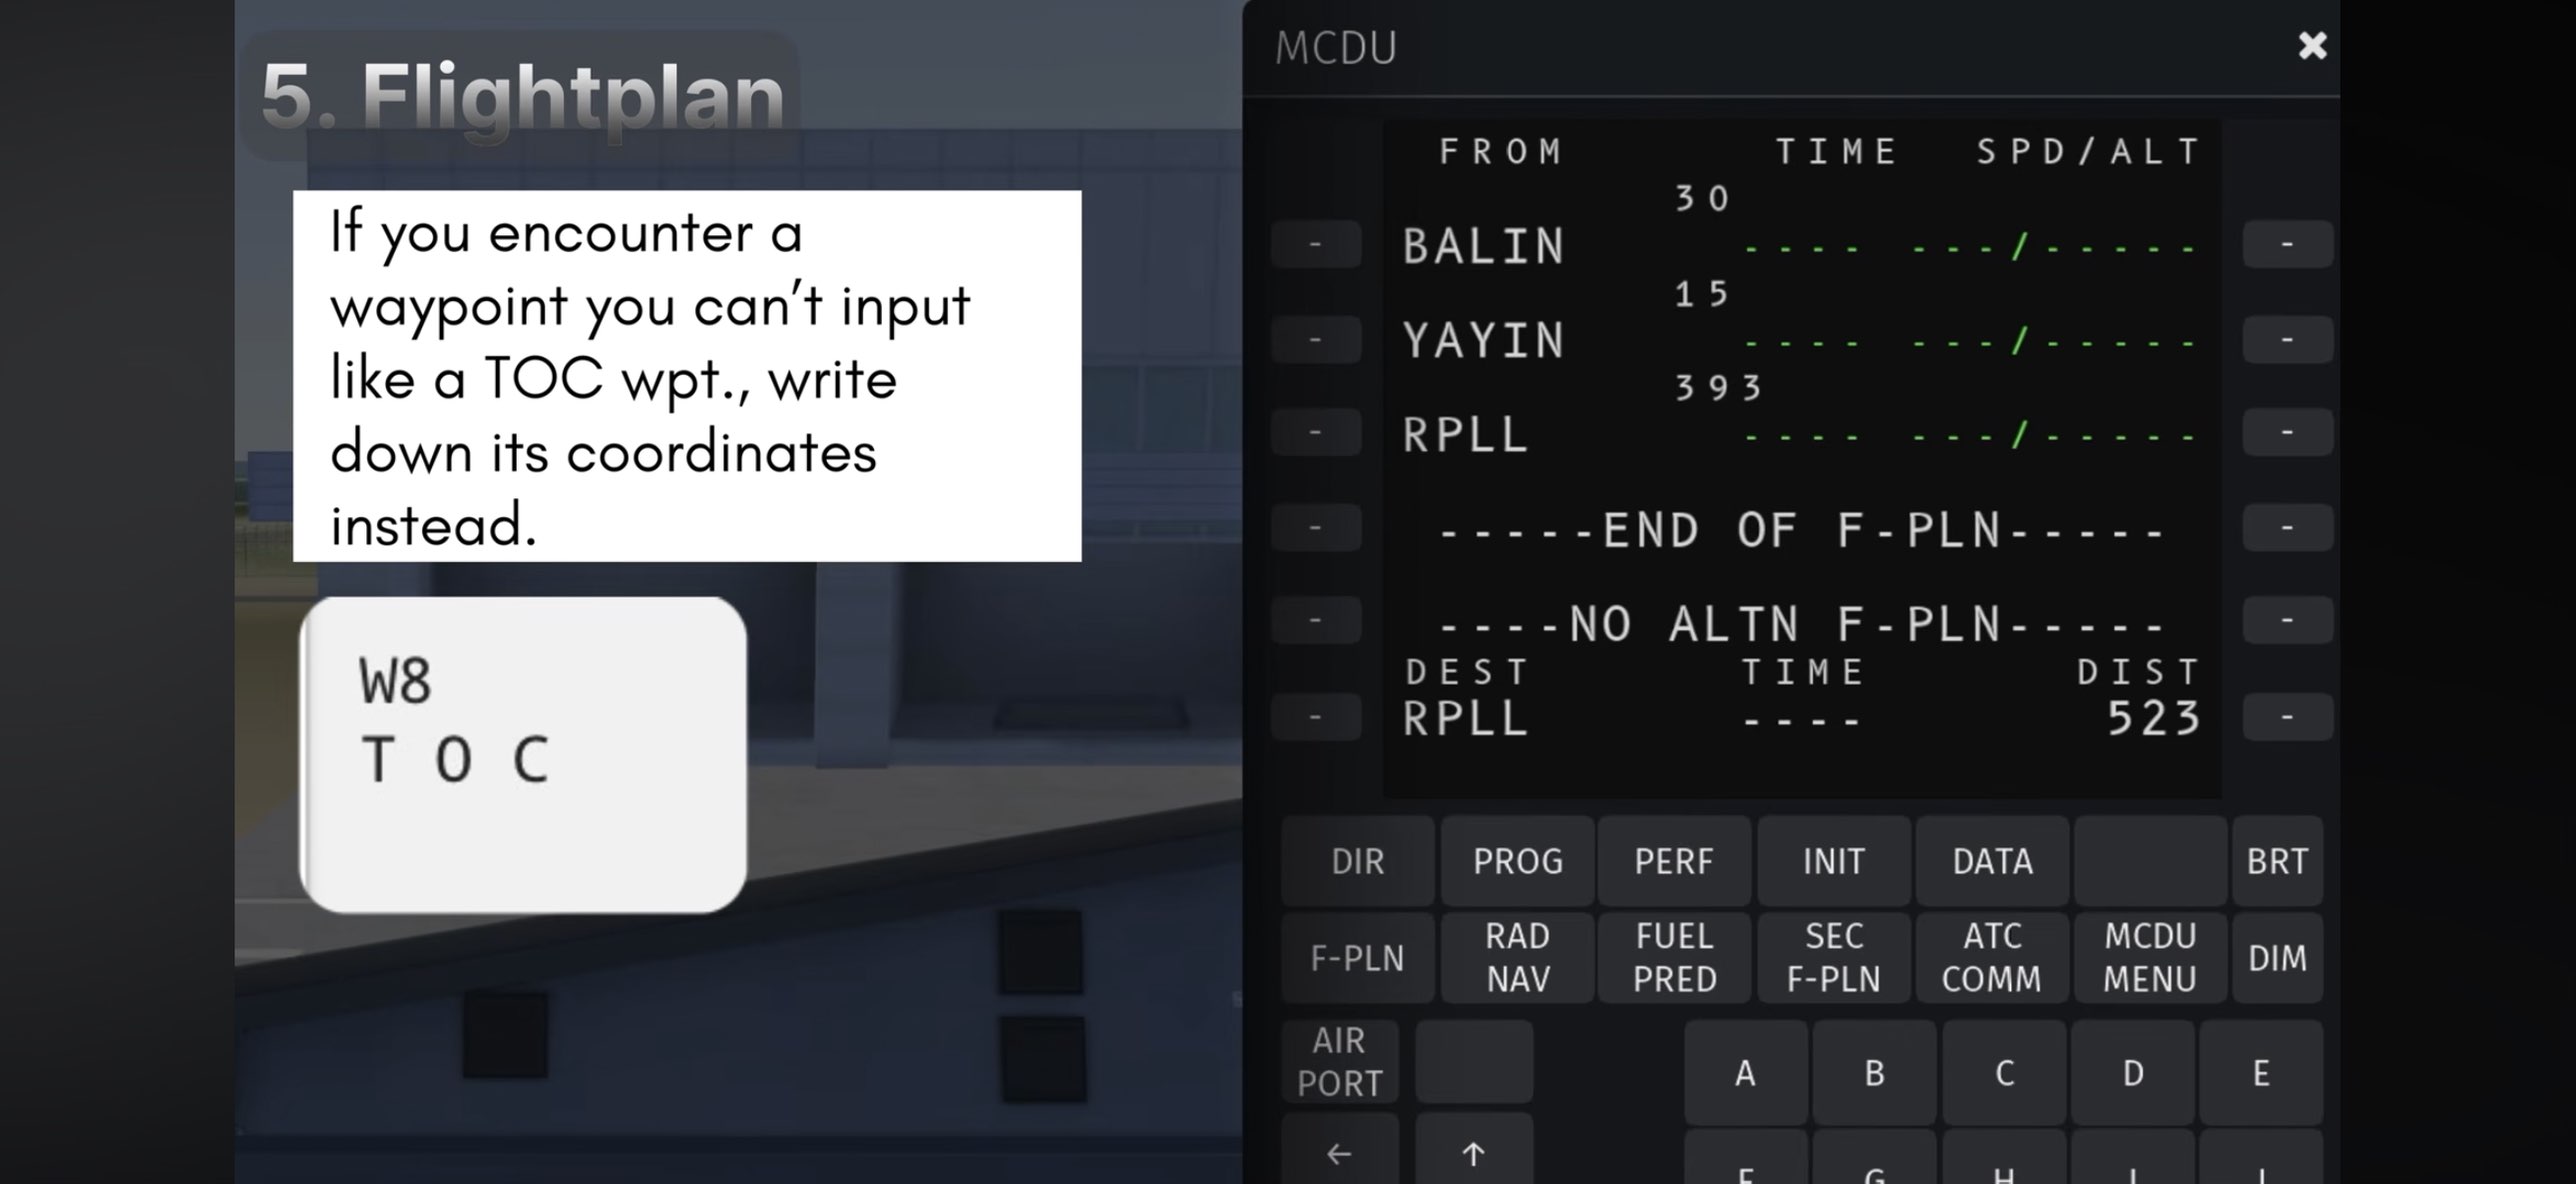 5. Flightplan
If you encounter a
waypoint you can't input
like a TOC wpt., write
down its coordinates
instead.
W8
T O C
MCDU ✖
FROM TIME SPD/ALT
30
- BALIN ---- ---/----- -
15
- YAYIN ---- ---/----- -
393
- RPLL ---- ---/----- -
- -----END OF F-PLN----- -
- ----NO ALTN F-PLN----- -
DEST TIME DIST
- RPLL ---- 523 -
DIR PROG PERF INIT DATA BRT
F-PLN RAD NAV FUEL PRED SEC F-PLN ATC COMM MCDU MENU DIM
AIR PORT A B C D E
← ↑